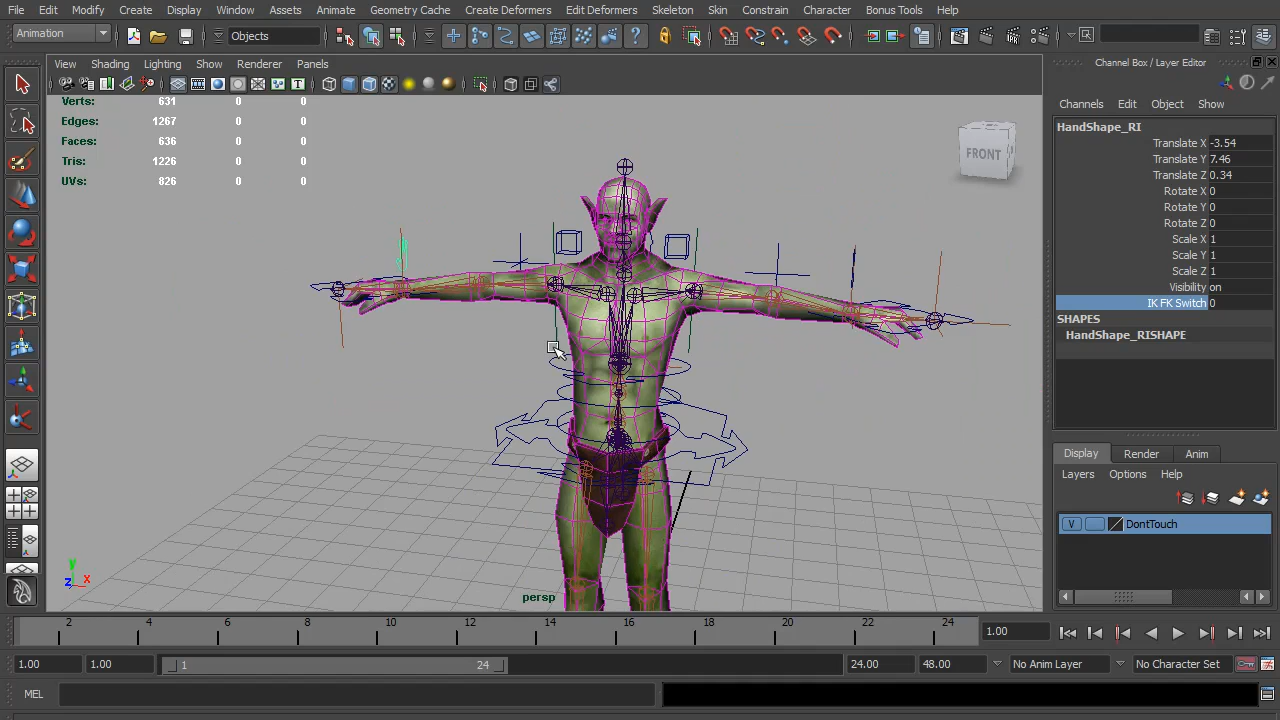 File Edit Modify Create Display Window Assets Select Mesh Animate Geometry Cache Create Deformers Edit Deformers Skeleton Skin Constrain Character Bonus Tools Help
Animation Objects
View Shading Lighting Show Renderer Panels
Channel Box / Layer Editor
Channels Edit Object Show
Verts: 631 0 0
Edges: 1267 0 0
Faces: 636 0 0
Tris: 1226 0 0
UVs: 826 0 0
FRONT
HandShape_RI
Translate X -3.54
Translate Y 7.46
Translate Z 0.34
Rotate X 0
Rotate Y 0
Rotate Z 0
Scale X 1
Scale Y 1
Scale Z 1
Visibility on
IK FK Switch 0
SHAPES
HandShape_RISHAPE
Display Render Anim
Layers Options Help
V DontTouch
y
z x
persp
2 4 6 8 10 12 14 16 18 20 22 24
1.00
1.00 1.00 1 24 24.00 48.00 No Anim Layer No Character Set
MEL